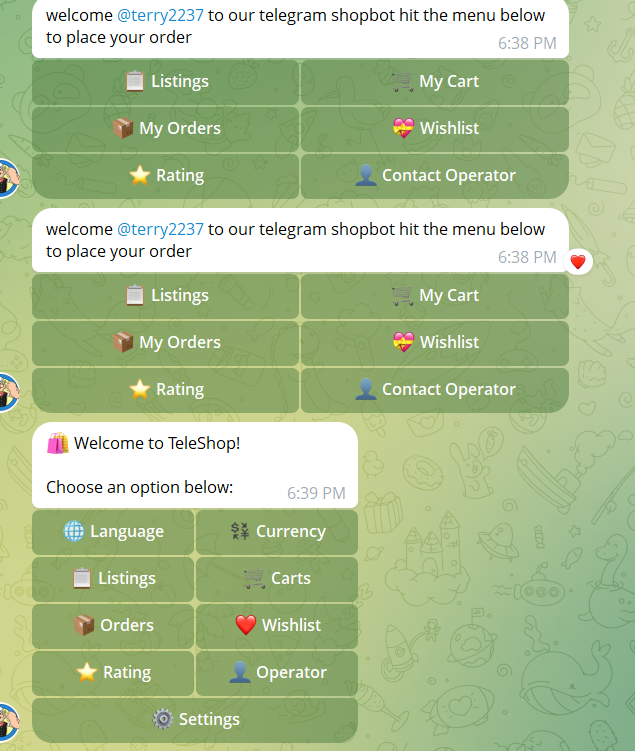 welcome @terry2237 to our telegram shopbot hit the menu below
to place your order
6:38 PM
📋 Listings
🛒 My Cart
📦 My Orders
💝 Wishlist
⭐ Rating
👤 Contact Operator
welcome @terry2237 to our telegram shopbot hit the menu below
to place your order
6:38 PM
❤️
📋 Listings
🛒 My Cart
📦 My Orders
💝 Wishlist
⭐ Rating
👤 Contact Operator
🛍️ Welcome to TeleShop!
Choose an option below:
6:39 PM
🌐 Language
💱 Currency
📋 Listings
🛒 Carts
📦 Orders
❤️ Wishlist
⭐ Rating
👤 Operator
⚙️ Settings